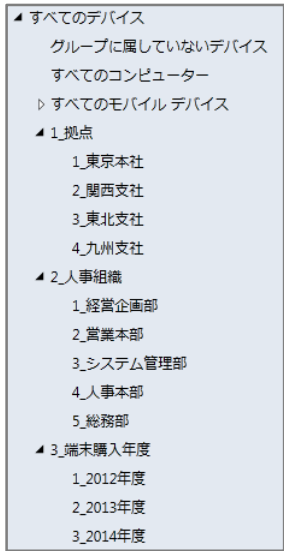 すべてのデバイス
グループに属していないデバイス
すべてのコンピューター
すべてのモバイル デバイス
1_拠点
1_東京本社
2_関西支社
3_東北支社
4_九州支社
2_人事組織
1_経営企画部
2_営業本部
3_システム管理部
4_人事本部
5_総務部
3_端末購入年度
1_2012年度
2_2013年度
3_2014年度